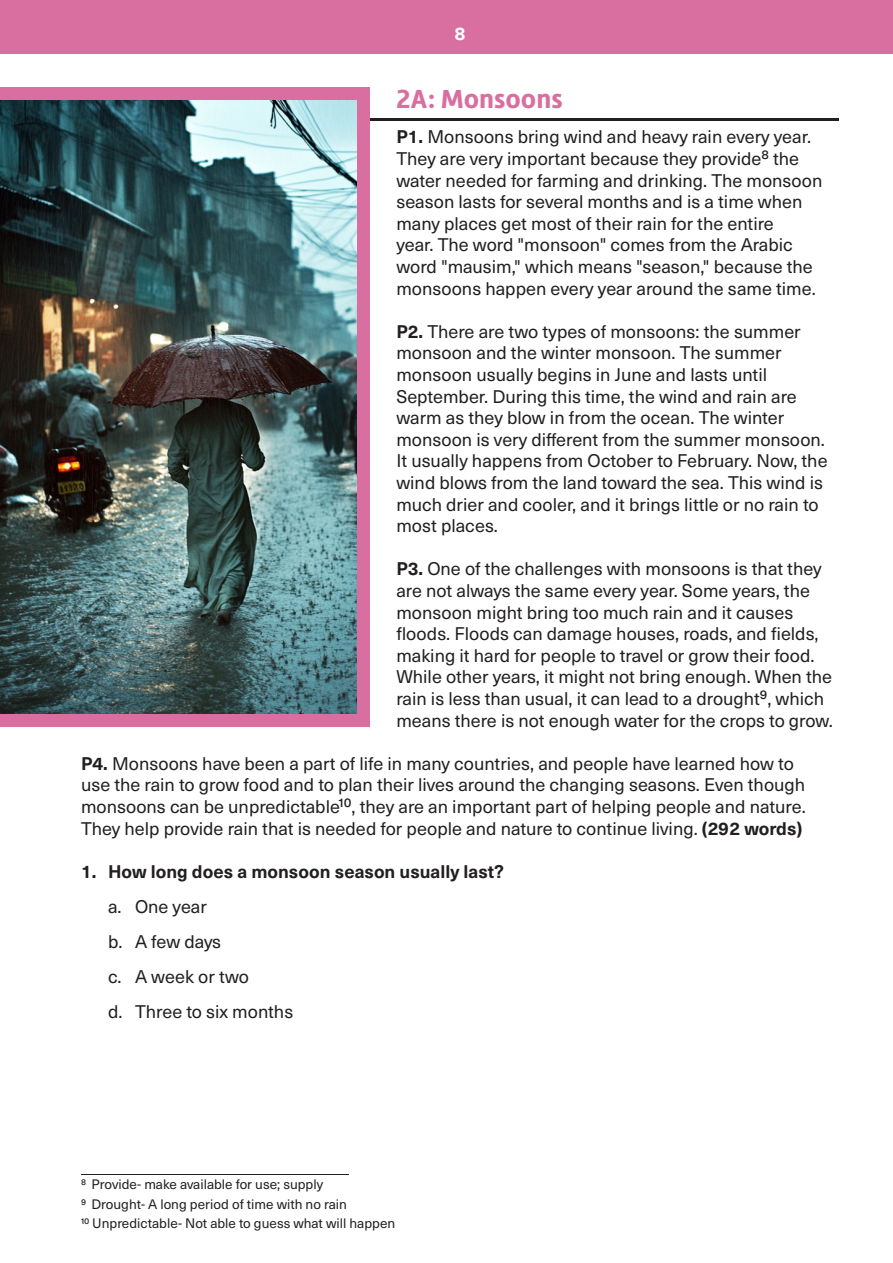 8
2A: Monsoons
P1. Monsoons bring wind and heavy rain every year.
They are very important because they provide⁸ the
water needed for farming and drinking. The monsoon
season lasts for several months and is a time when
many places get most of their rain for the entire
year. The word "monsoon" comes from the Arabic
word "mausim," which means "season," because the
monsoons happen every year around the same time.
P2. There are two types of monsoons: the summer
monsoon and the winter monsoon. The summer
monsoon usually begins in June and lasts until
September. During this time, the wind and rain are
warm as they blow in from the ocean. The winter
monsoon is very different from the summer monsoon.
It usually happens from October to February. Now, the
wind blows from the land toward the sea. This wind is
much drier and cooler, and it brings little or no rain to
most places.
P3. One of the challenges with monsoons is that they
are not always the same every year. Some years, the
monsoon might bring too much rain and it causes
floods. Floods can damage houses, roads, and fields,
making it hard for people to travel or grow their food.
While other years, it might not bring enough. When the
rain is less than usual, it can lead to a drought⁹, which
means there is not enough water for the crops to grow.
P4. Monsoons have been a part of life in many countries, and people have learned how to
use the rain to grow food and to plan their lives around the changing seasons. Even though
monsoons can be unpredictable¹⁰, they are an important part of helping people and nature.
They help provide rain that is needed for people and nature to continue living. (292 words)
1. How long does a monsoon season usually last?
a. One year
b. A few days
c. A week or two
d. Three to six months
⁸ Provide- make available for use; supply
⁹ Drought- A long period of time with no rain
¹⁰ Unpredictable- Not able to guess what will happen